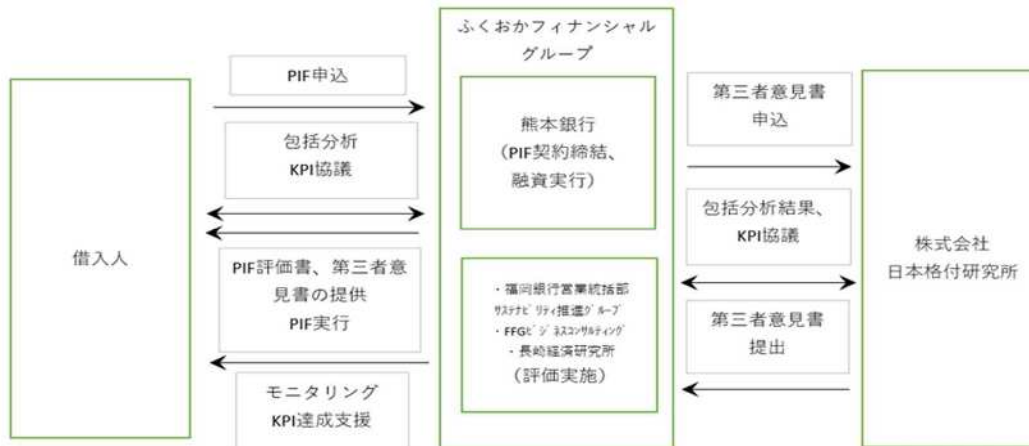 借入人
PIF申込
包括分析
KPI協議
PIF評価書、第三者意
見書の提供
PIF実行
モニタリング
KPI達成支援
ふくおかフィナンシャル
グループ
熊本銀行
（PIF契約締結、
融資実行）
・福岡銀行営業統括部
ｻｽﾃﾅﾋﾞﾘﾃｨ推進ｸﾞﾙｰﾌﾟ
・FFGﾋﾞｼﾞﾈｽｺﾝｻﾙﾃｨﾝｸﾞ
・長崎経済研究所
（評価実施）
第三者意見書
申込
包括分析結果、
KPI協議
第三者意見書
提出
株式会社
日本格付研究所